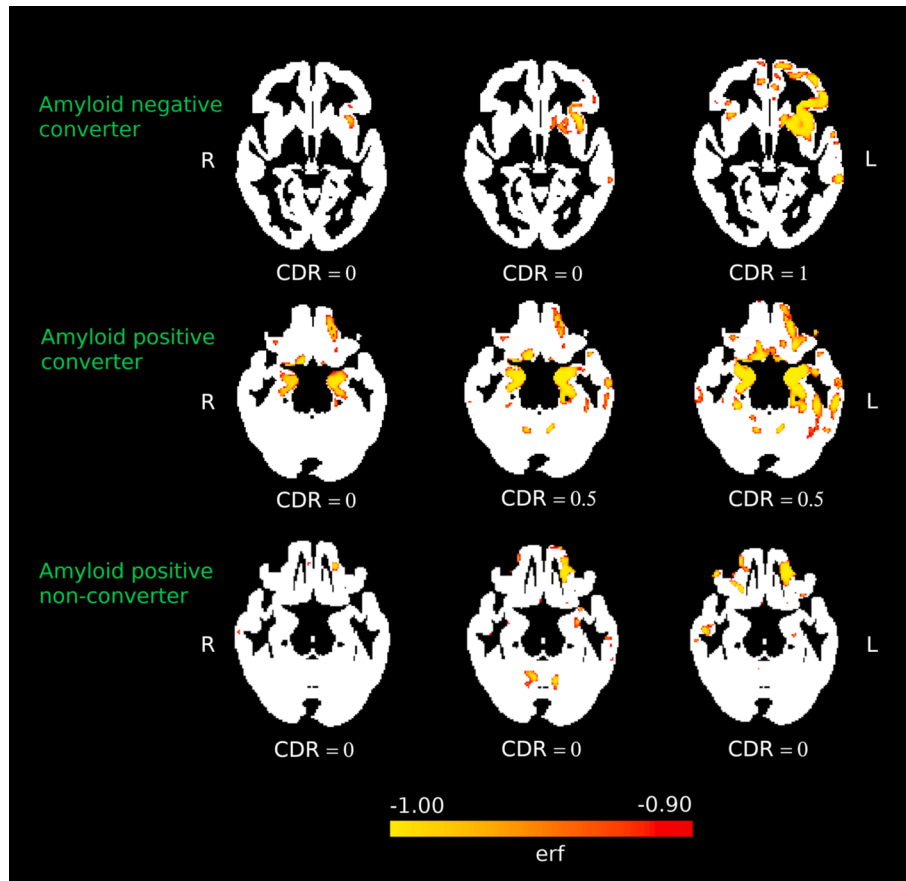 Amyloid negative
converter
R
L
CDR = 0
CDR = 0
CDR = 1
Amyloid positive
converter
R
L
CDR = 0
CDR = 0.5
CDR = 0.5
Amyloid positive
non-converter
R
L
CDR = 0
CDR = 0
CDR = 0
-1.00
-0.90
erf